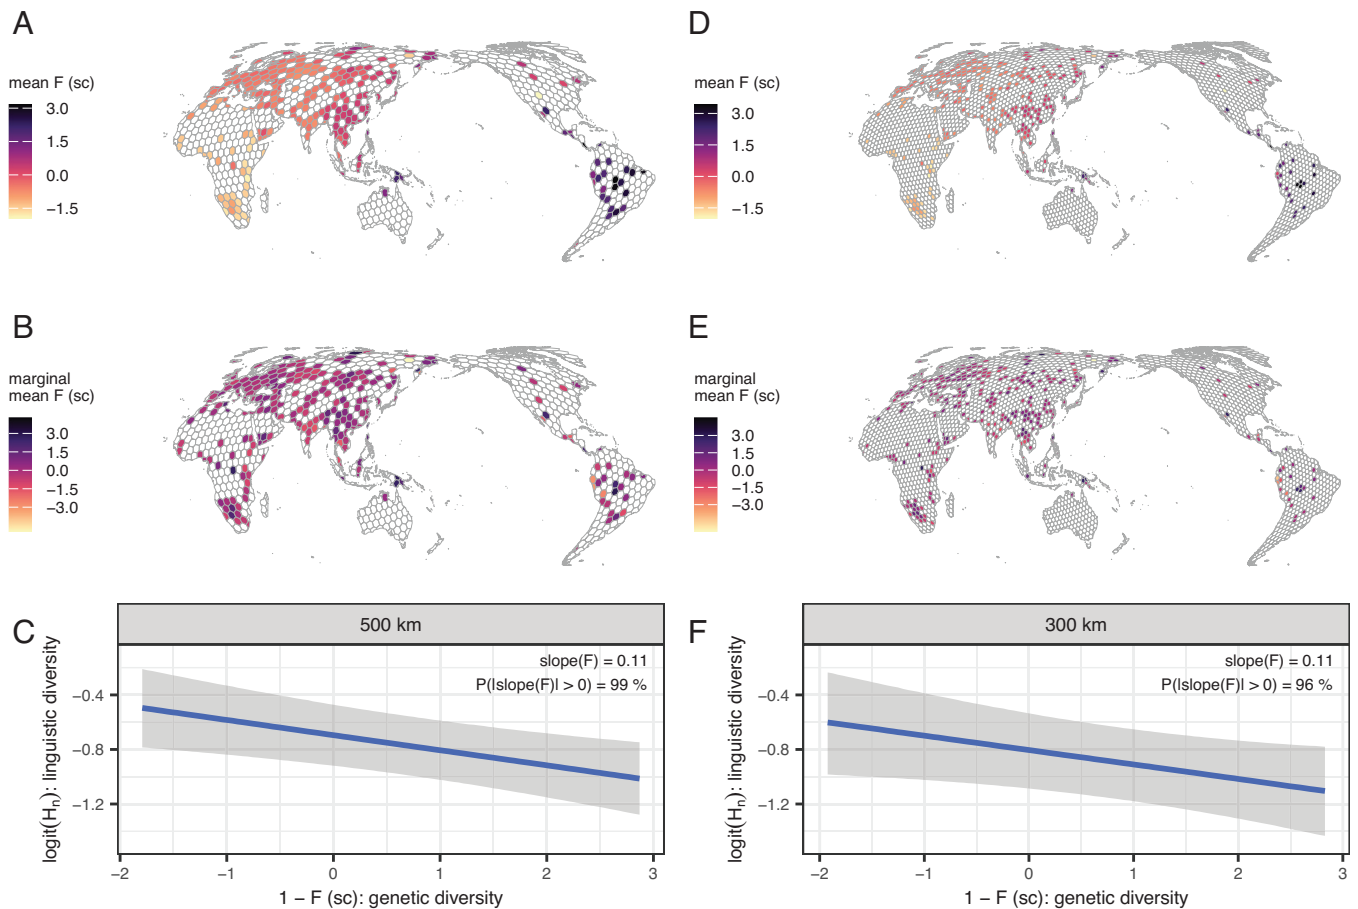 A
mean F (sc)
3.0
1.5
0.0
−1.5
D
mean F (sc)
3.0
1.5
0.0
−1.5
B
marginal
mean F (sc)
3.0
1.5
0.0
−1.5
−3.0
E
marginal
mean F (sc)
3.0
1.5
0.0
−1.5
−3.0
C
500 km
slope(F) = 0.11
P(|slope(F)| > 0) = 99 %
logit(Hn): linguistic diversity
−0.4
−0.8
−1.2
−2 −1 0 1 2 3
1 − F (sc): genetic diversity
F
300 km
slope(F) = 0.11
P(|slope(F)| > 0) = 96 %
logit(Hn): linguistic diversity
−0.4
−0.8
−1.2
−2 −1 0 1 2 3
1 − F (sc): genetic diversity